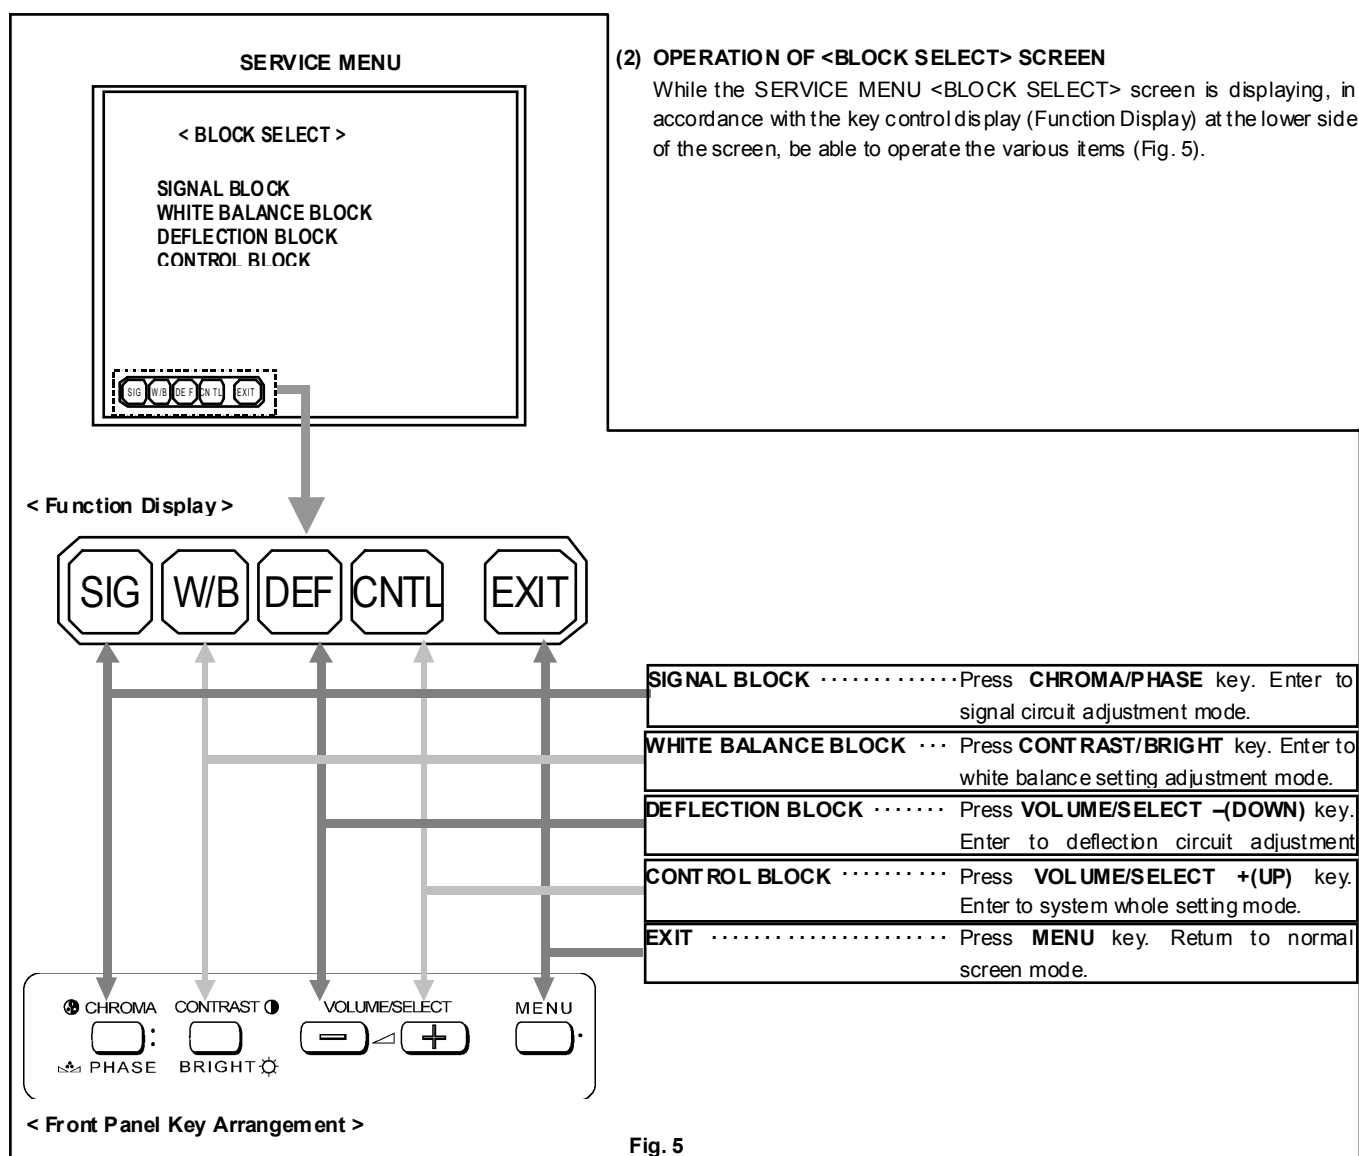 SERVICE MENU
< BLOCK SELECT >
SIGNAL BLOCK
WHITE BALANCE BLOCK
DEFLECTION BLOCK
CONTROL BLOCK
SIG W/B DEF CNTL EXIT
(2) OPERATION OF <BLOCK SELECT> SCREEN
While the SERVICE MENU <BLOCK SELECT> screen is displaying, in
accordance with the key control display (Function Display) at the lower side
of the screen, be able to operate the various items (Fig. 5).
< Function Display >
SIG W/B DEF CNTL EXIT
SIGNAL BLOCK ·············Press CHROMA/PHASE key. Enter to
signal circuit adjustment mode.
WHITE BALANCE BLOCK ··· Press CONTRAST/BRIGHT key. Enter to
white balance setting adjustment mode.
DEFLECTION BLOCK ······· Press VOLUME/SELECT –(DOWN) key.
Enter to deflection circuit adjustment
CONTROL BLOCK ·········· Press VOLUME/SELECT +(UP) key.
Enter to system whole setting mode.
EXIT ······················ Press MENU key. Return to normal
screen mode.
CHROMA CONTRAST VOLUME/SELECT MENU
− +
PHASE BRIGHT
< Front Panel Key Arrangement >
Fig. 5